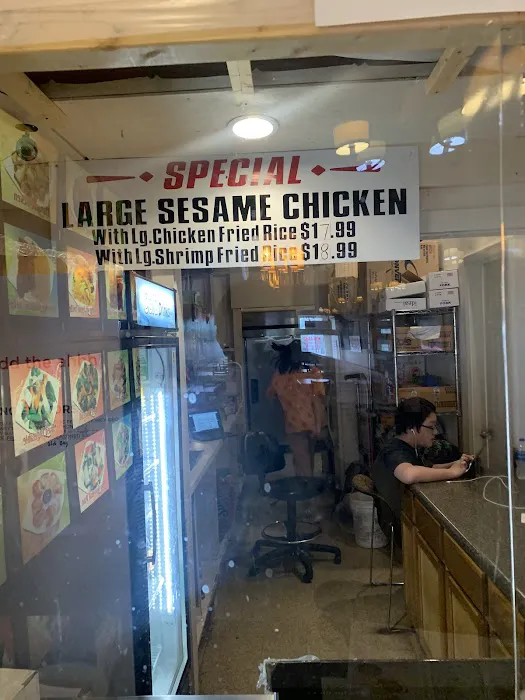 SPECIAL
LARGE SESAME CHICKEN
With Lg.Chicken Fried Rice $17.99
With Lg.Shrimp Fried Rice $18.99